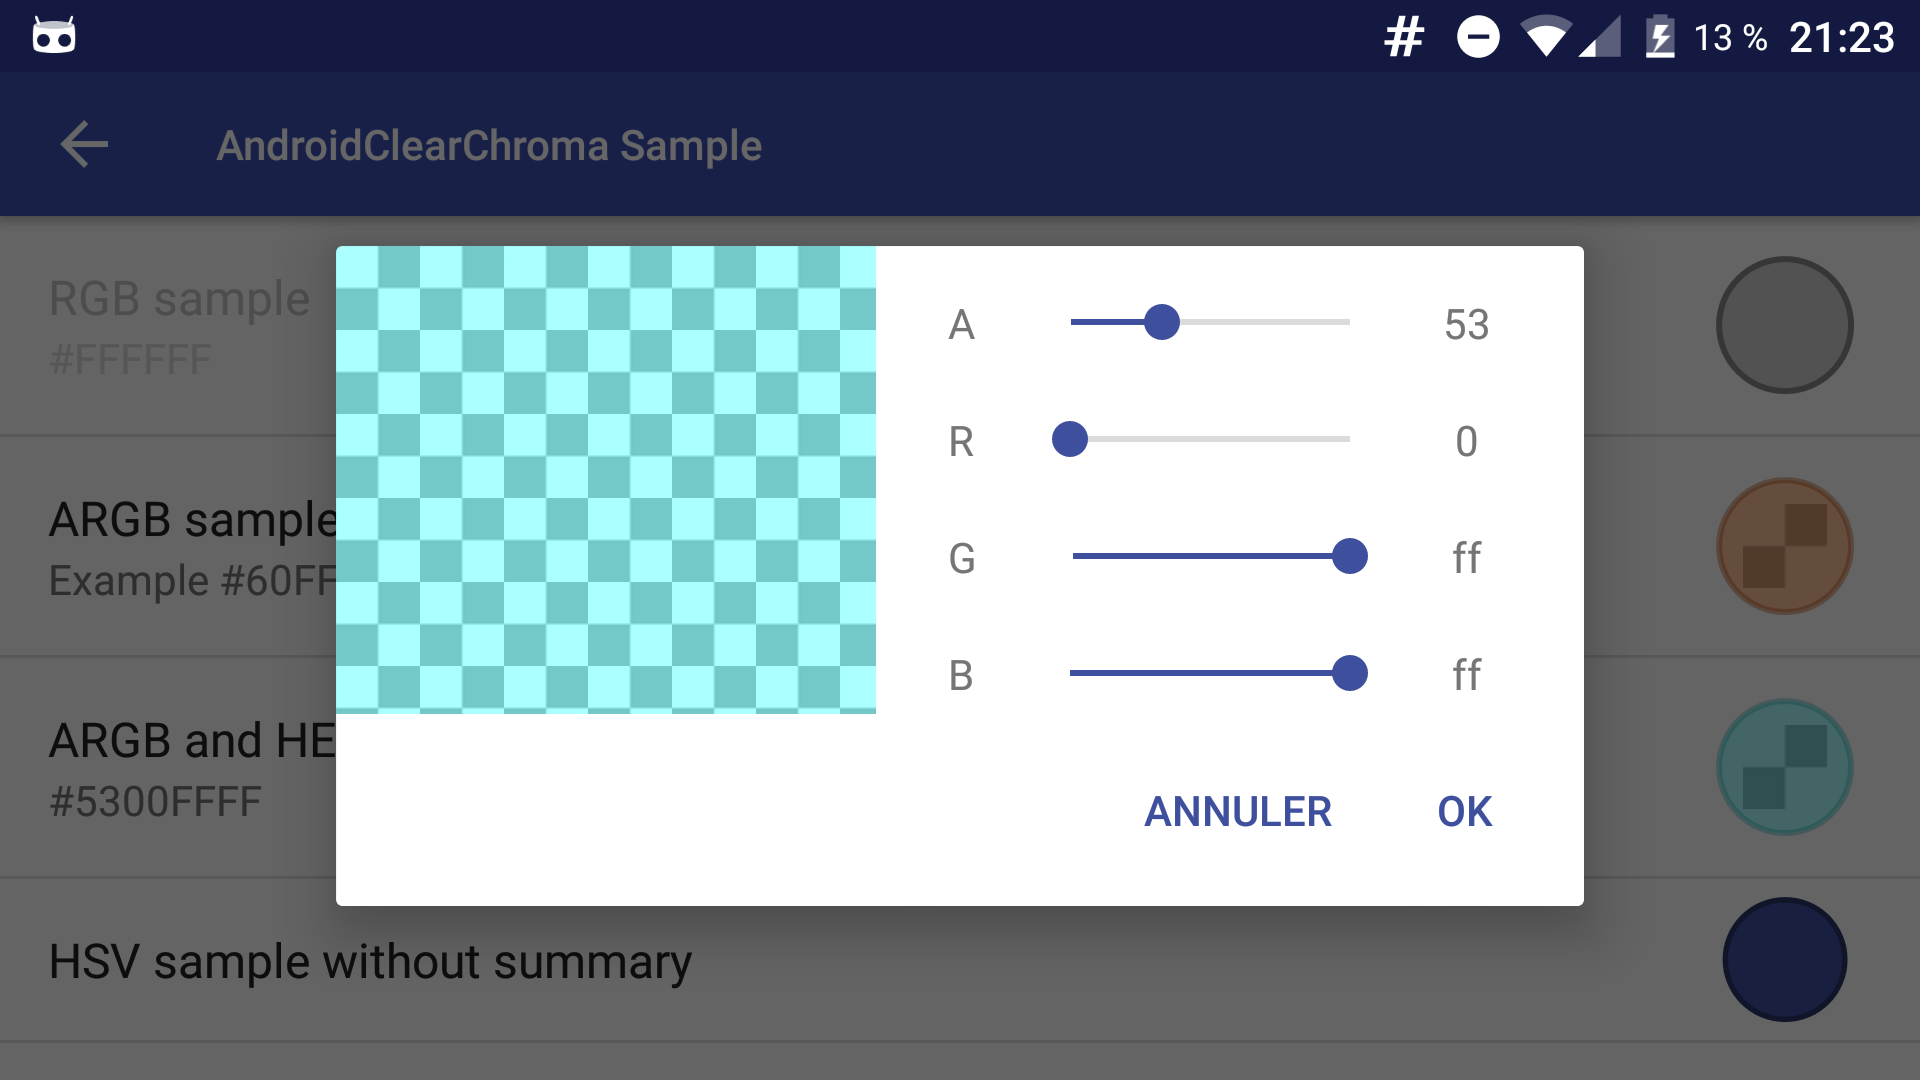 # 13 % 21:23
AndroidClearChroma Sample
RGB sample
#FFFFFF
ARGB sample
Example #60FF
ARGB and HE
#5300FFFF
HSV sample without summary
A 53
R 0
G ff
B ff
ANNULER OK